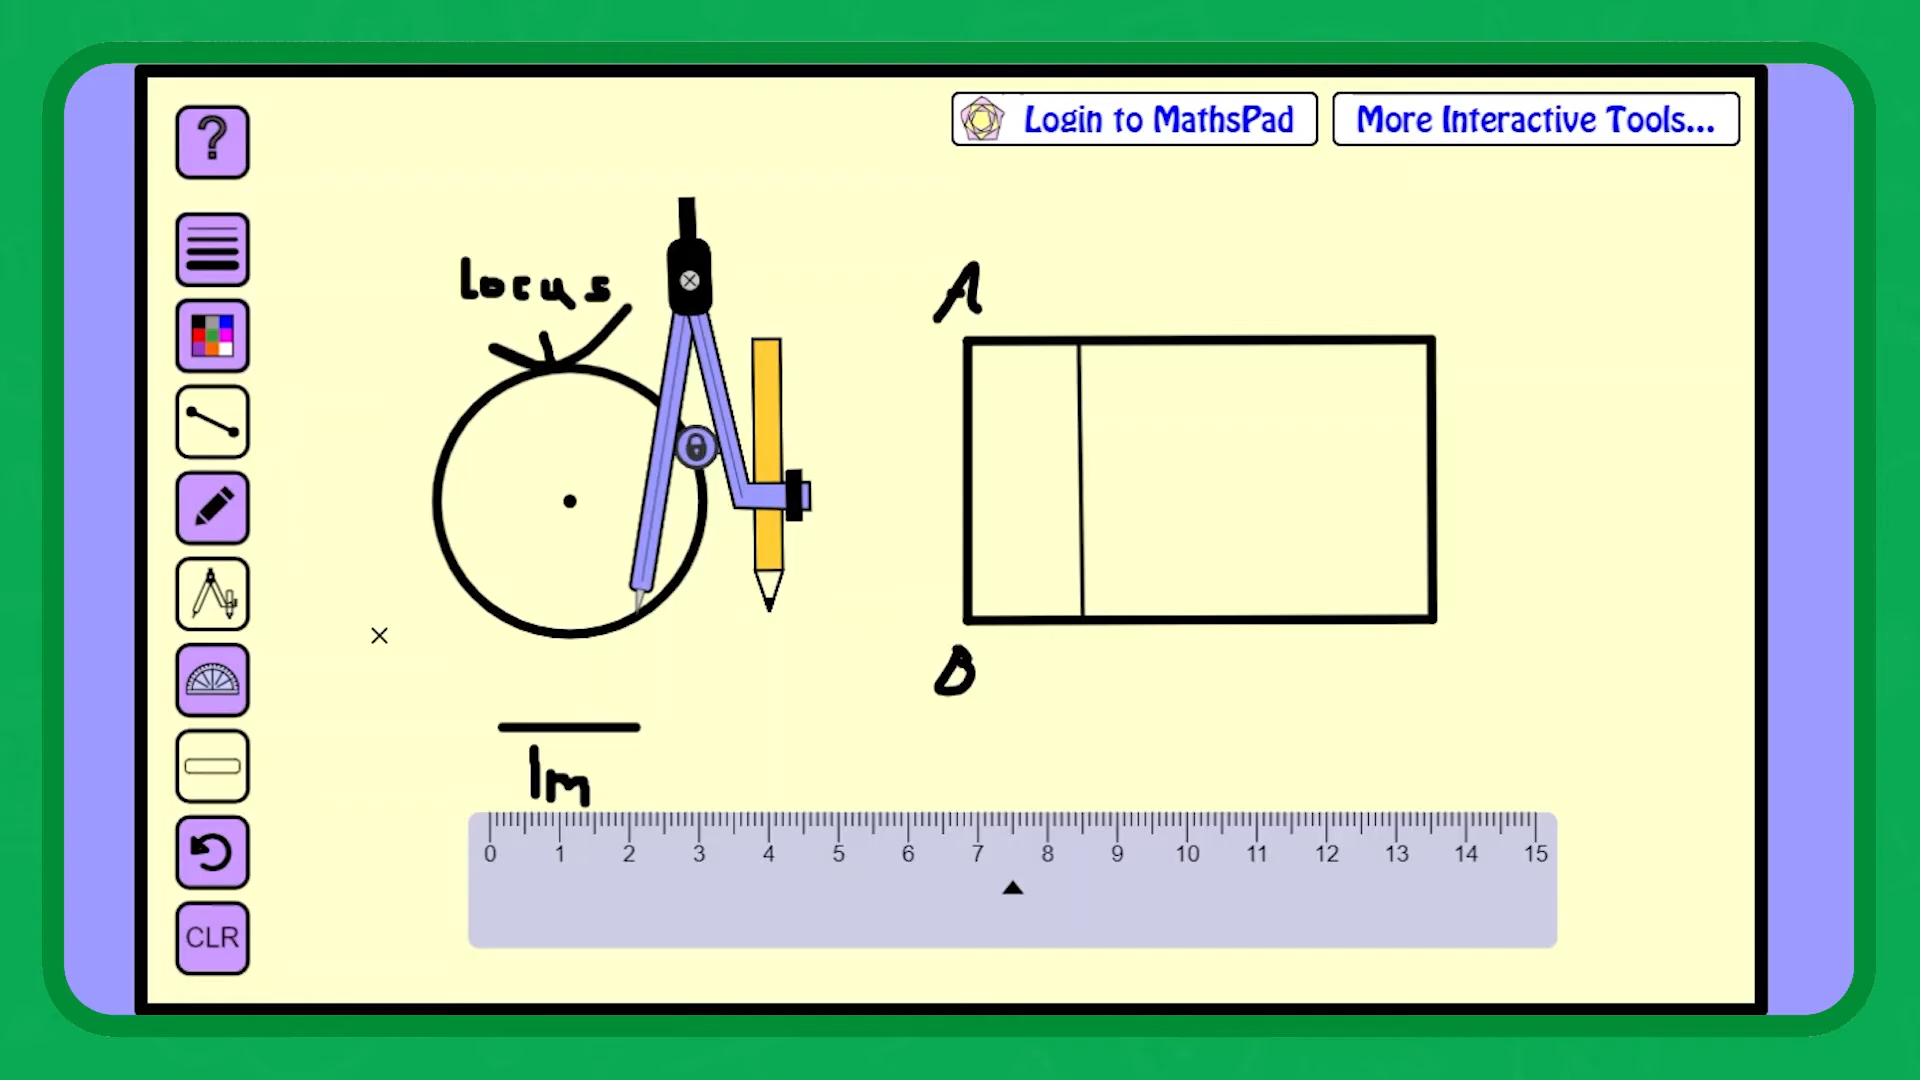 ?
Login to MathsPad
More Interactive Tools...
Locus
A
B
1m
0 1 2 3 4 5 6 7 8 9 10 11 12 13 14 15
CLR